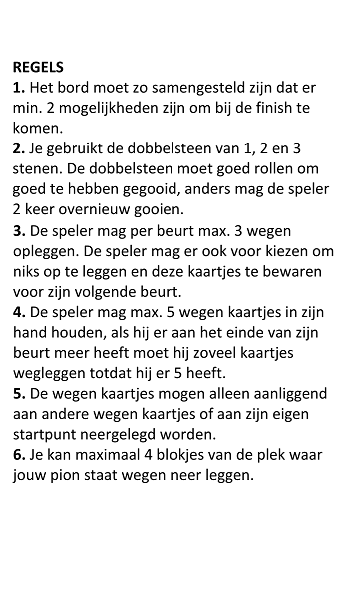 REGELS
1. Het bord moet zo samengesteld zijn dat er
min. 2 mogelijkheden zijn om bij de finish te
komen.
2. Je gebruikt de dobbelsteen van 1, 2 en 3
stenen. De dobbelsteen moet goed rollen om
goed te hebben gegooid, anders mag de speler
2 keer overnieuw gooien.
3. De speler mag per beurt max. 3 wegen
opleggen. De speler mag er ook voor kiezen om
niks op te leggen en deze kaartjes te bewaren
voor zijn volgende beurt.
4. De speler mag max. 5 wegen kaartjes in zijn
hand houden, als hij er aan het einde van zijn
beurt meer heeft moet hij zoveel kaartjes
wegleggen totdat hij er 5 heeft.
5. De wegen kaartjes mogen alleen aanliggend
aan andere wegen kaartjes of aan zijn eigen
startpunt neergelegd worden.
6. Je kan maximaal 4 blokjes van de plek waar
jouw pion staat wegen neer leggen.